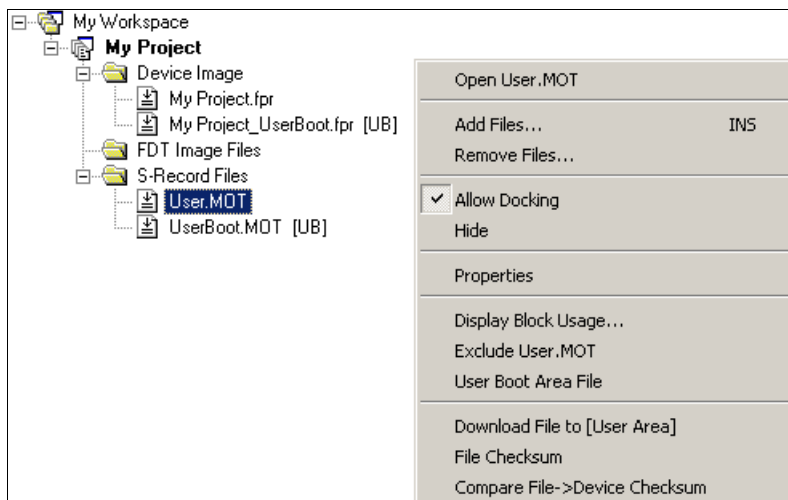 My Workspace
My Project
Device Image
My Project.fpr
My Project_UserBoot.fpr [UB]
FDT Image Files
S-Record Files
User.MOT
UserBoot.MOT [UB]
Open User.MOT
Add Files... INS
Remove Files...
Allow Docking
Hide
Properties
Display Block Usage...
Exclude User.MOT
User Boot Area File
Download File to [User Area]
File Checksum
Compare File->Device Checksum